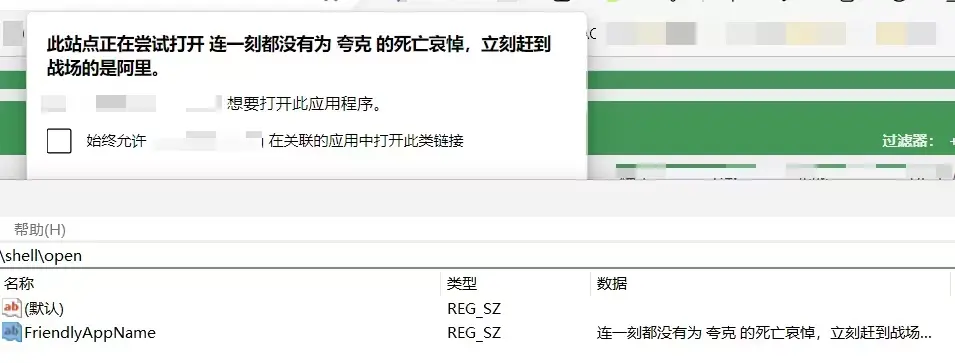 此站点正在尝试打开 连一刻都没有为 夸克 的死亡哀悼，立刻赶到
战场的是阿里。
想要打开此应用程序。
始终允许 在关联的应用中打开此类链接
过滤器： +
帮助(H)
\shell\open
名称 类型 数据
(默认) REG_SZ
FriendlyAppName REG_SZ 连一刻都没有为 夸克 的死亡哀悼，立刻赶到战场...